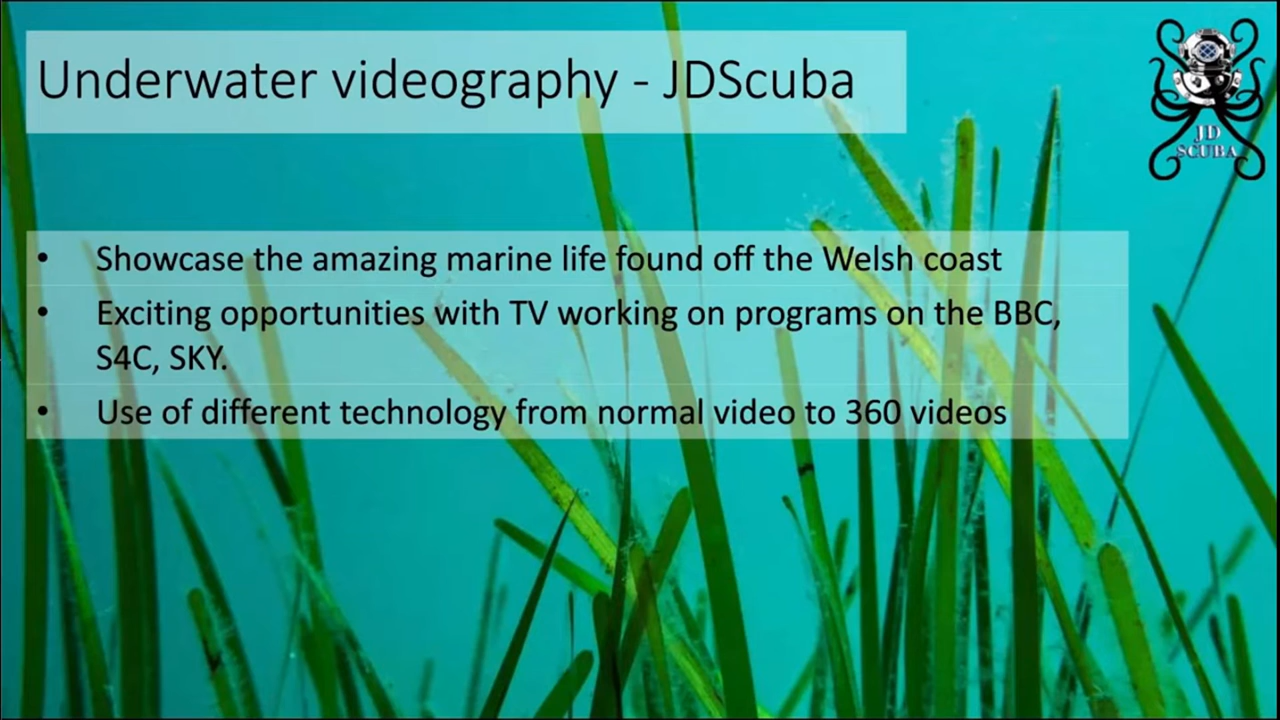 Underwater videography - JDScuba
JD
SCUBA
• Showcase the amazing marine life found off the Welsh coast
• Exciting opportunities with TV working on programs on the BBC,
S4C, SKY.
• Use of different technology from normal video to 360 videos